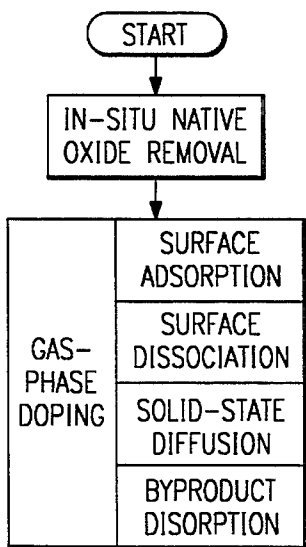 START
IN-SITU NATIVE
OXIDE REMOVAL
GAS-
PHASE
DOPING
SURFACE
ADSORPTION
SURFACE
DISSOCIATION
SOLID-STATE
DIFFUSION
BYPRODUCT
DISORPTION